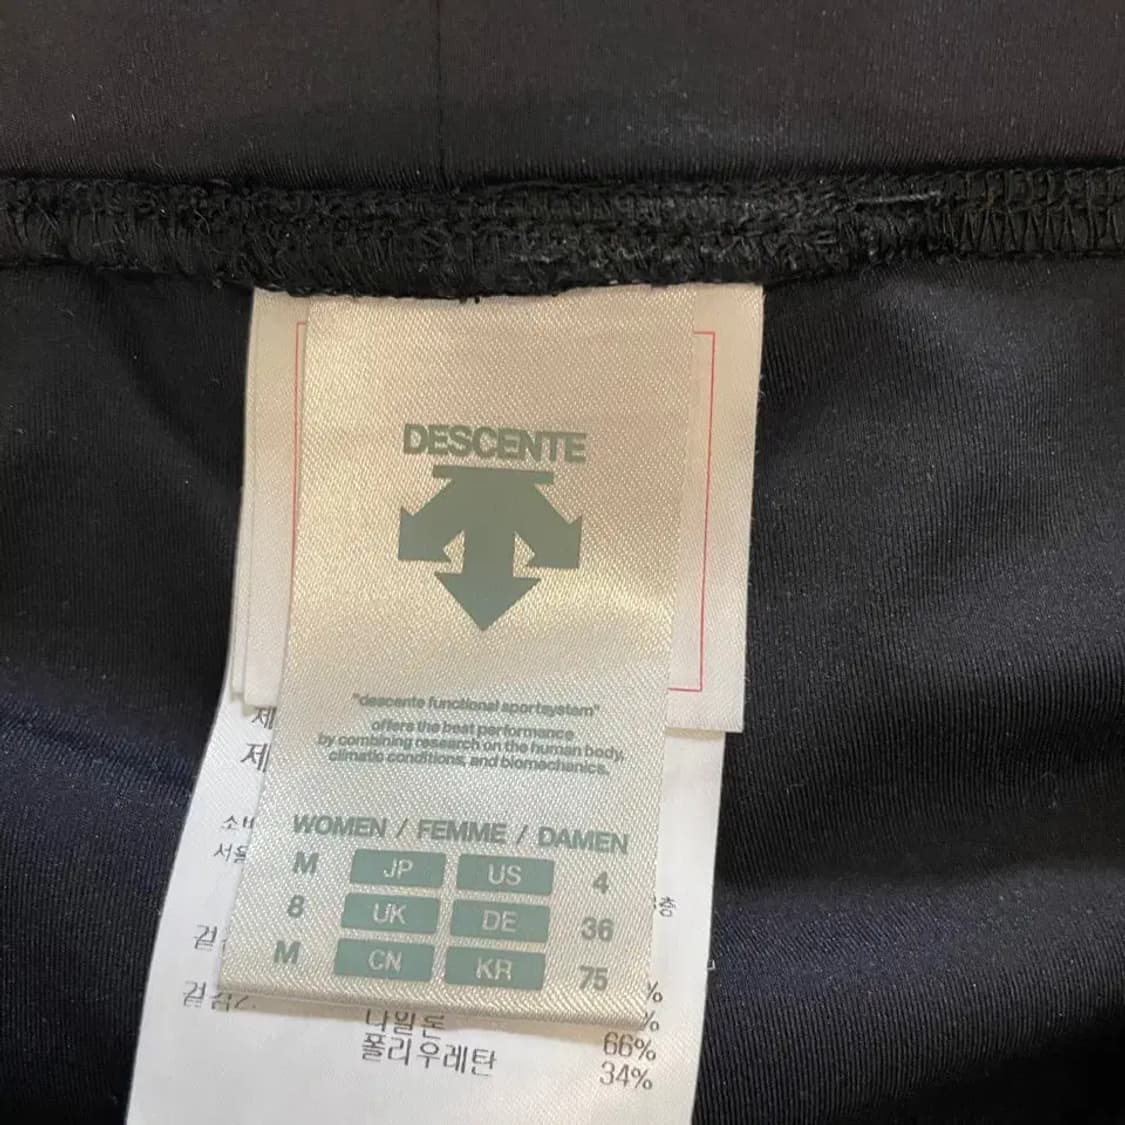 DESCENTE
"descente functional sportsystem"
offers the best performance
by combining research on the human body,
climatic conditions, and biomechanics.
WOMEN / FEMME / DAMEN
M JP US 4
8 UK DE 36
M CN KR 75
나일론 66%
폴리우레탄 34%